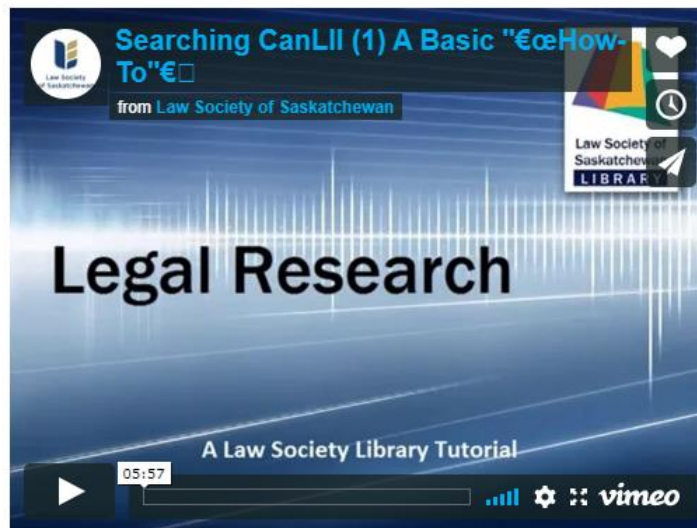 Searching CanLII (1) A Basic "€œHow-
To"€□
from Law Society of Saskatchewan
Law Society
of Saskatchewan
Law Society of
Saskatchewan
LIBRARY
Legal Research
A Law Society Library Tutorial
05:57
vimeo